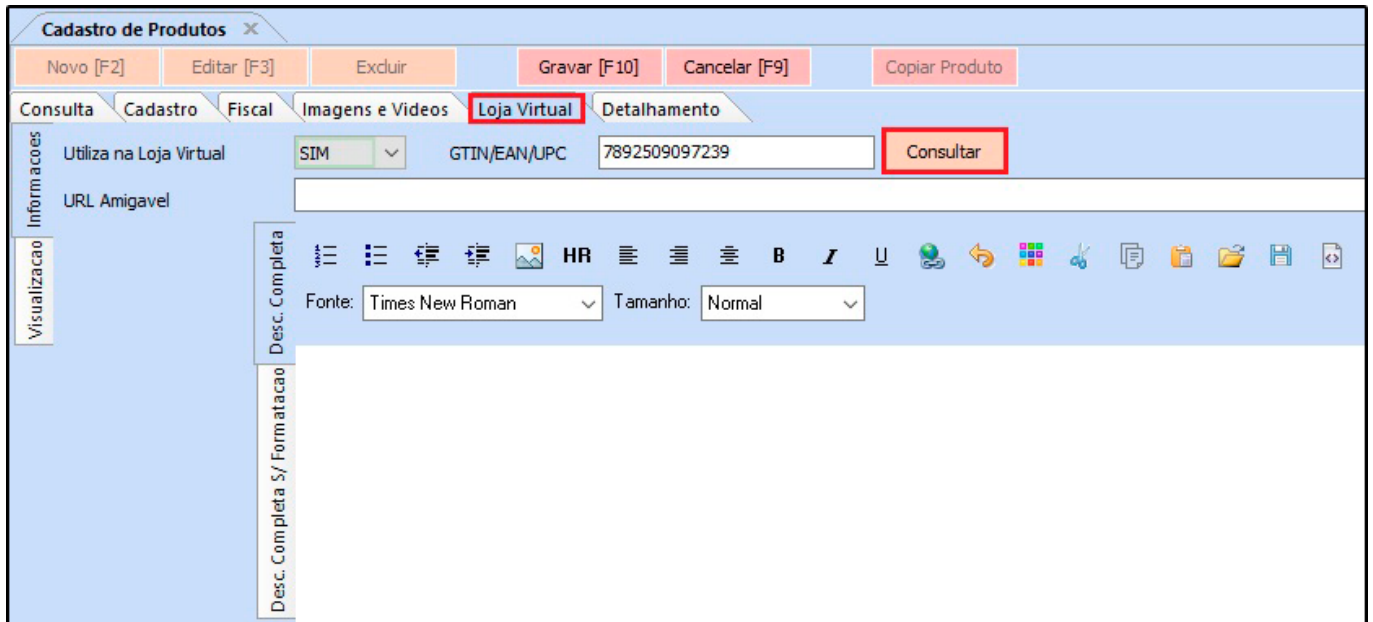 Cadastro de Produtos
Novo [F2] Editar [F3] Excluir Gravar [F10] Cancelar [F9] Copiar Produto
Consulta Cadastro Fiscal Imagens e Videos Loja Virtual Detalhamento
Informacoes
Visualizacao
Utiliza na Loja Virtual SIM GTIN/EAN/UPC 7892509097239 Consultar
URL Amigavel
Desc. Completa
Desc. Completa S/ Formatacao
HR B I U
Fonte: Times New Roman Tamanho: Normal